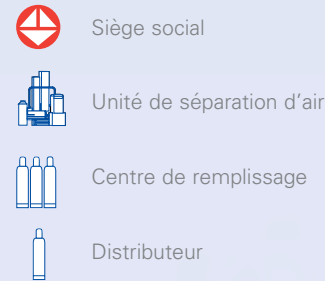 Siège social
Unité de séparation d’air
Centre de remplissage
Distributeur